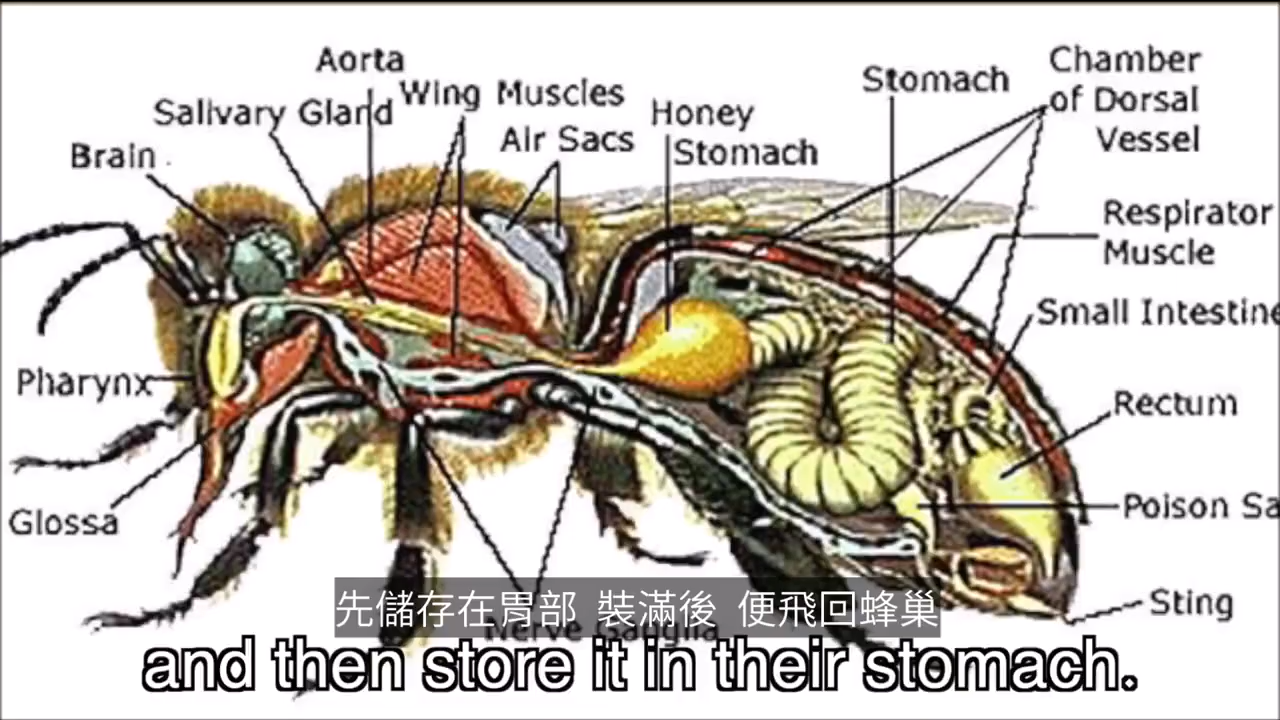 Aorta
Wing Muscles
Salivary Gland
Air Sacs
Brain
Honey
Stomach
Stomach
Chamber
of Dorsal
Vessel
Respirator
Muscle
Small Intestine
Pharynx
Rectum
Glossa
Poison Sa
Sting
Nerve Ganglia
先儲存在胃部 裝滿後 便飛回蜂巢
and then store it in their stomach.